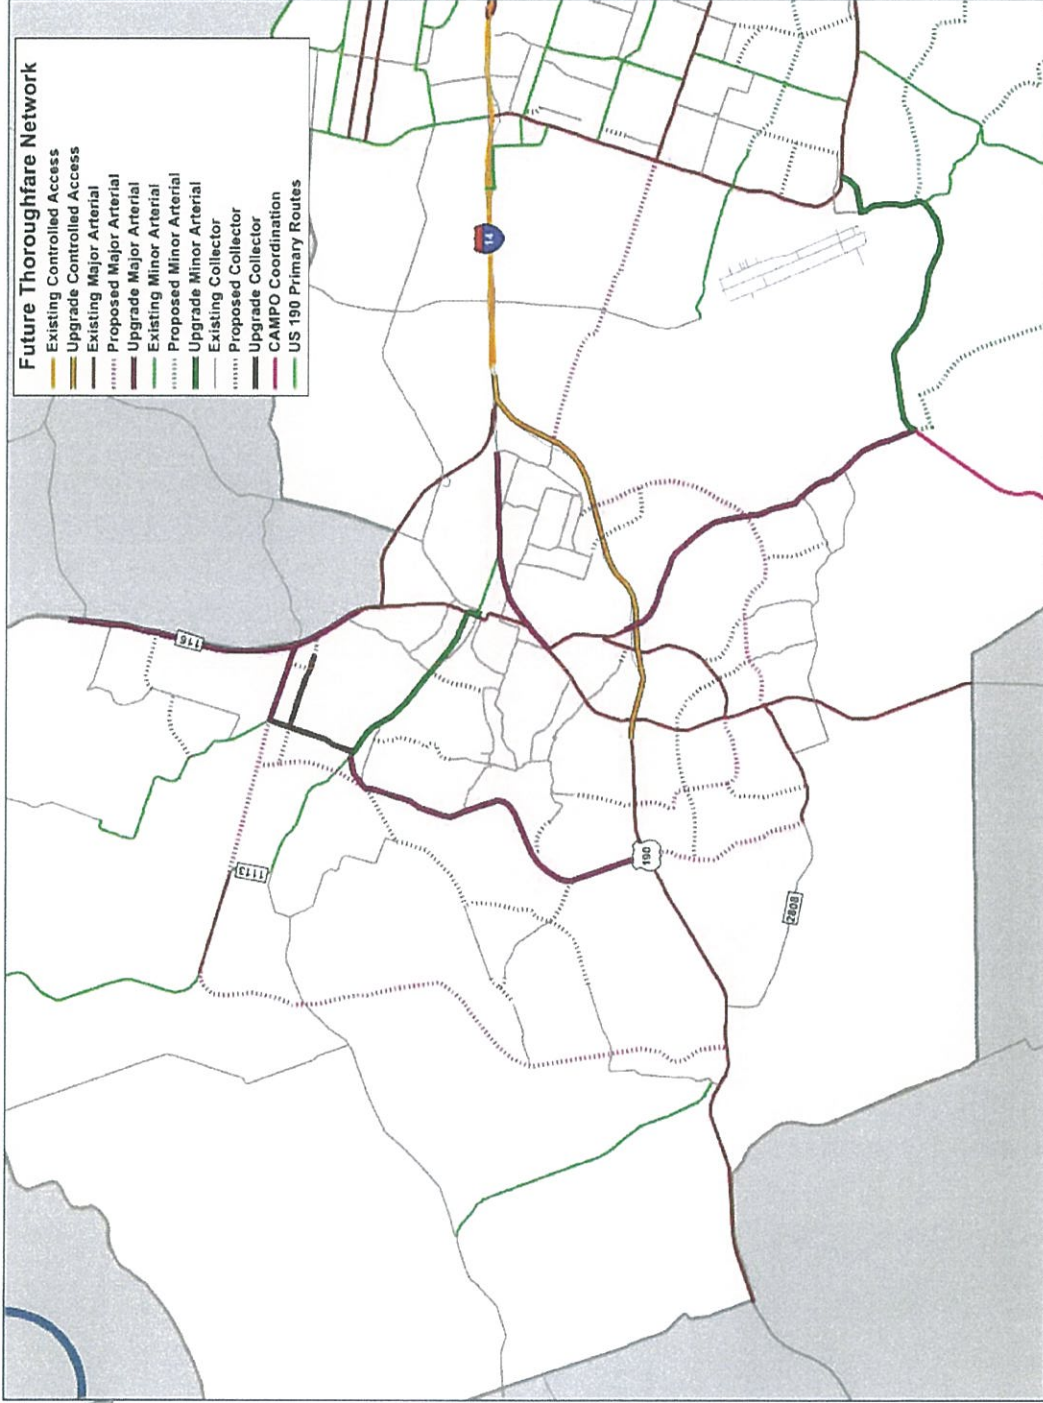 Future Thoroughfare Network
Existing Controlled Access
Upgrade Controlled Access
Existing Major Arterial
Proposed Major Arterial
Upgrade Major Arterial
Existing Minor Arterial
Proposed Minor Arterial
Upgrade Minor Arterial
Existing Collector
Proposed Collector
Upgrade Collector
CAMPO Coordination
US 190 Primary Routes
14
116
1113
190
2808